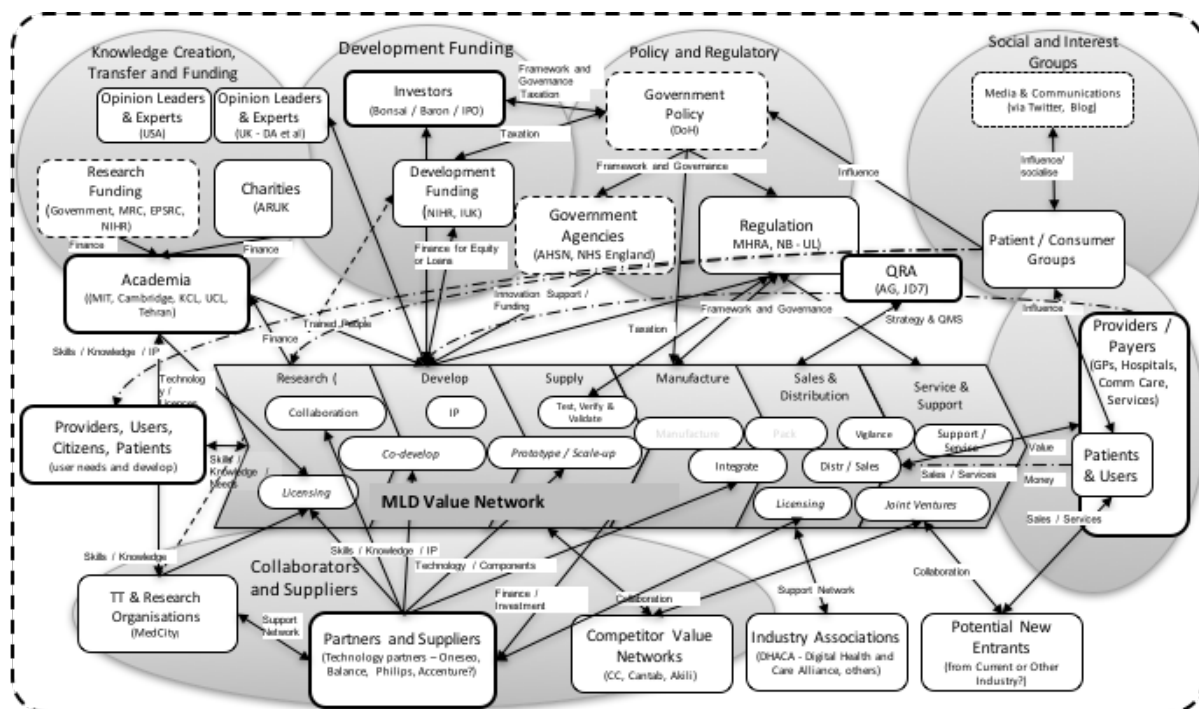 Knowledge Creation,
Transfer and Funding
Development Funding
Policy and Regulatory
Social and Interest
Groups
Opinion Leaders
& Experts
(USA)
Opinion Leaders
& Experts
(UK - DA et al)
Investors
(Bonsai / Baron / IPO)
Framework and
Governance
Taxation
Government
Policy
(DoH)
Media & Communications
(via Twitter, Blog)
Taxation
Framework and Governance
Influence
Influence/
socialise
Research
Funding
(Government, MRC, EPSRC,
NIHR)
Charities
(ARUK)
Development
Funding
(NIHR, IUK)
Government
Agencies
(AHSN, NHS England)
Regulation
MHRA, NB - UL)
Patient / Consumer
Groups
Finance
Finance
Finance for Equity
or Loans
Academia
((MIT, Cambridge, KCL, UCL,
Tehran)
QRA
(AG, JD7)
Innovation Support /
Funding
Framework and Governance
Influence
Trained People
Finance
Taxation
Strategy & QMS
Skills / Knowledge / IP
Technolog
y /
Licences
Providers /
Payers
(GPs, Hospitals,
Comm Care,
Services)
Research (
Develop
Supply
Manufacture
Sales &
Distribution
Service &
Support
Collaboration
IP
Test, Verify &
Validate
Manufacture
Pack
Vigilance
Support /
Service
Providers, Users,
Citizens, Patients
(user needs and develop)
Skills /
Knowledge /
Needs
Co-develop
Prototype / Scale-up
Integrate
Distr / Sales
Value
Sales / Services
Money
Patients
& Users
Licensing
MLD Value Network
Licensing
Joint Ventures
Sales / Services
Skills / Knowledge
Skills / Knowledge / IP
Technology / Components
Collaborators
and Suppliers
Finance /
Investment
Collaboration
Support Network
Collaboration
TT & Research
Organisations
(MedCity)
Support
Network
Partners and Suppliers
(Technology partners – Oneseo,
Balance, Philips, Accenture?)
Competitor Value
Networks
(CC, Cantab, Akili)
Industry Associations
(DHACA - Digital Health and
Care Alliance, others)
Potential New
Entrants
(from Current or Other
Industry?)